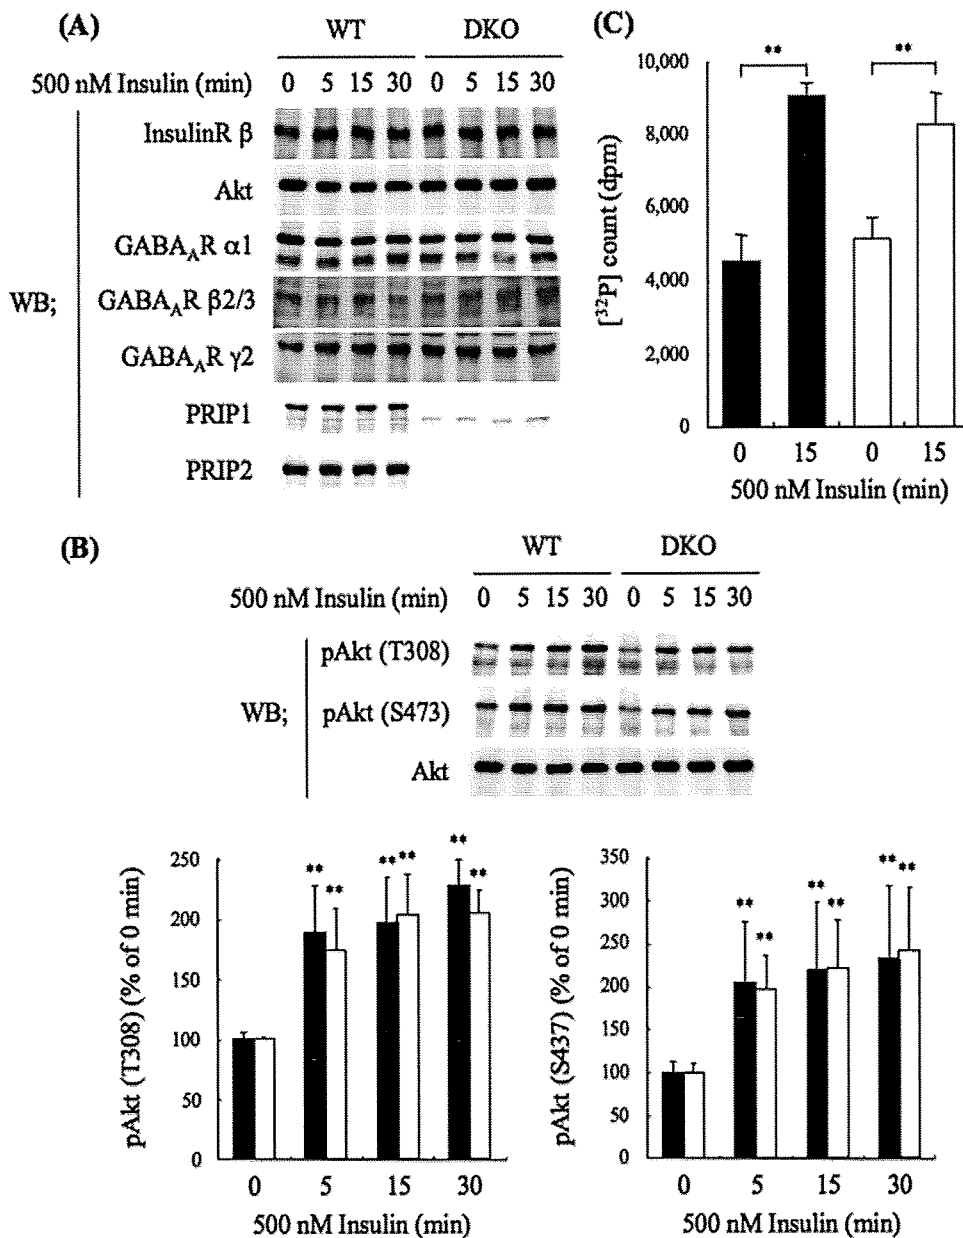 (A)
WT DKO
500 nM Insulin (min) 0 5 15 30 0 5 15 30
WB;
InsulinR β
Akt
GABA_AR α1
GABA_AR β2/3
GABA_AR γ2
PRIP1
PRIP2
(C)
** **
[³²P] count (dpm)
10,000
8,000
6,000
4,000
2,000
0
0 15 0 15
500 nM Insulin (min)
(B)
WT DKO
500 nM Insulin (min) 0 5 15 30 0 5 15 30
WB;
pAkt (T308)
pAkt (S473)
Akt
pAkt (T308) (% of 0 min)
250
200
150
100
50
0
** ** ** ** ** **
0 5 15 30
500 nM Insulin (min)
pAkt (S437) (% of 0 min)
350
300
250
200
150
100
50
0
** ** ** ** ** **
0 5 15 30
500 nM Insulin (min)